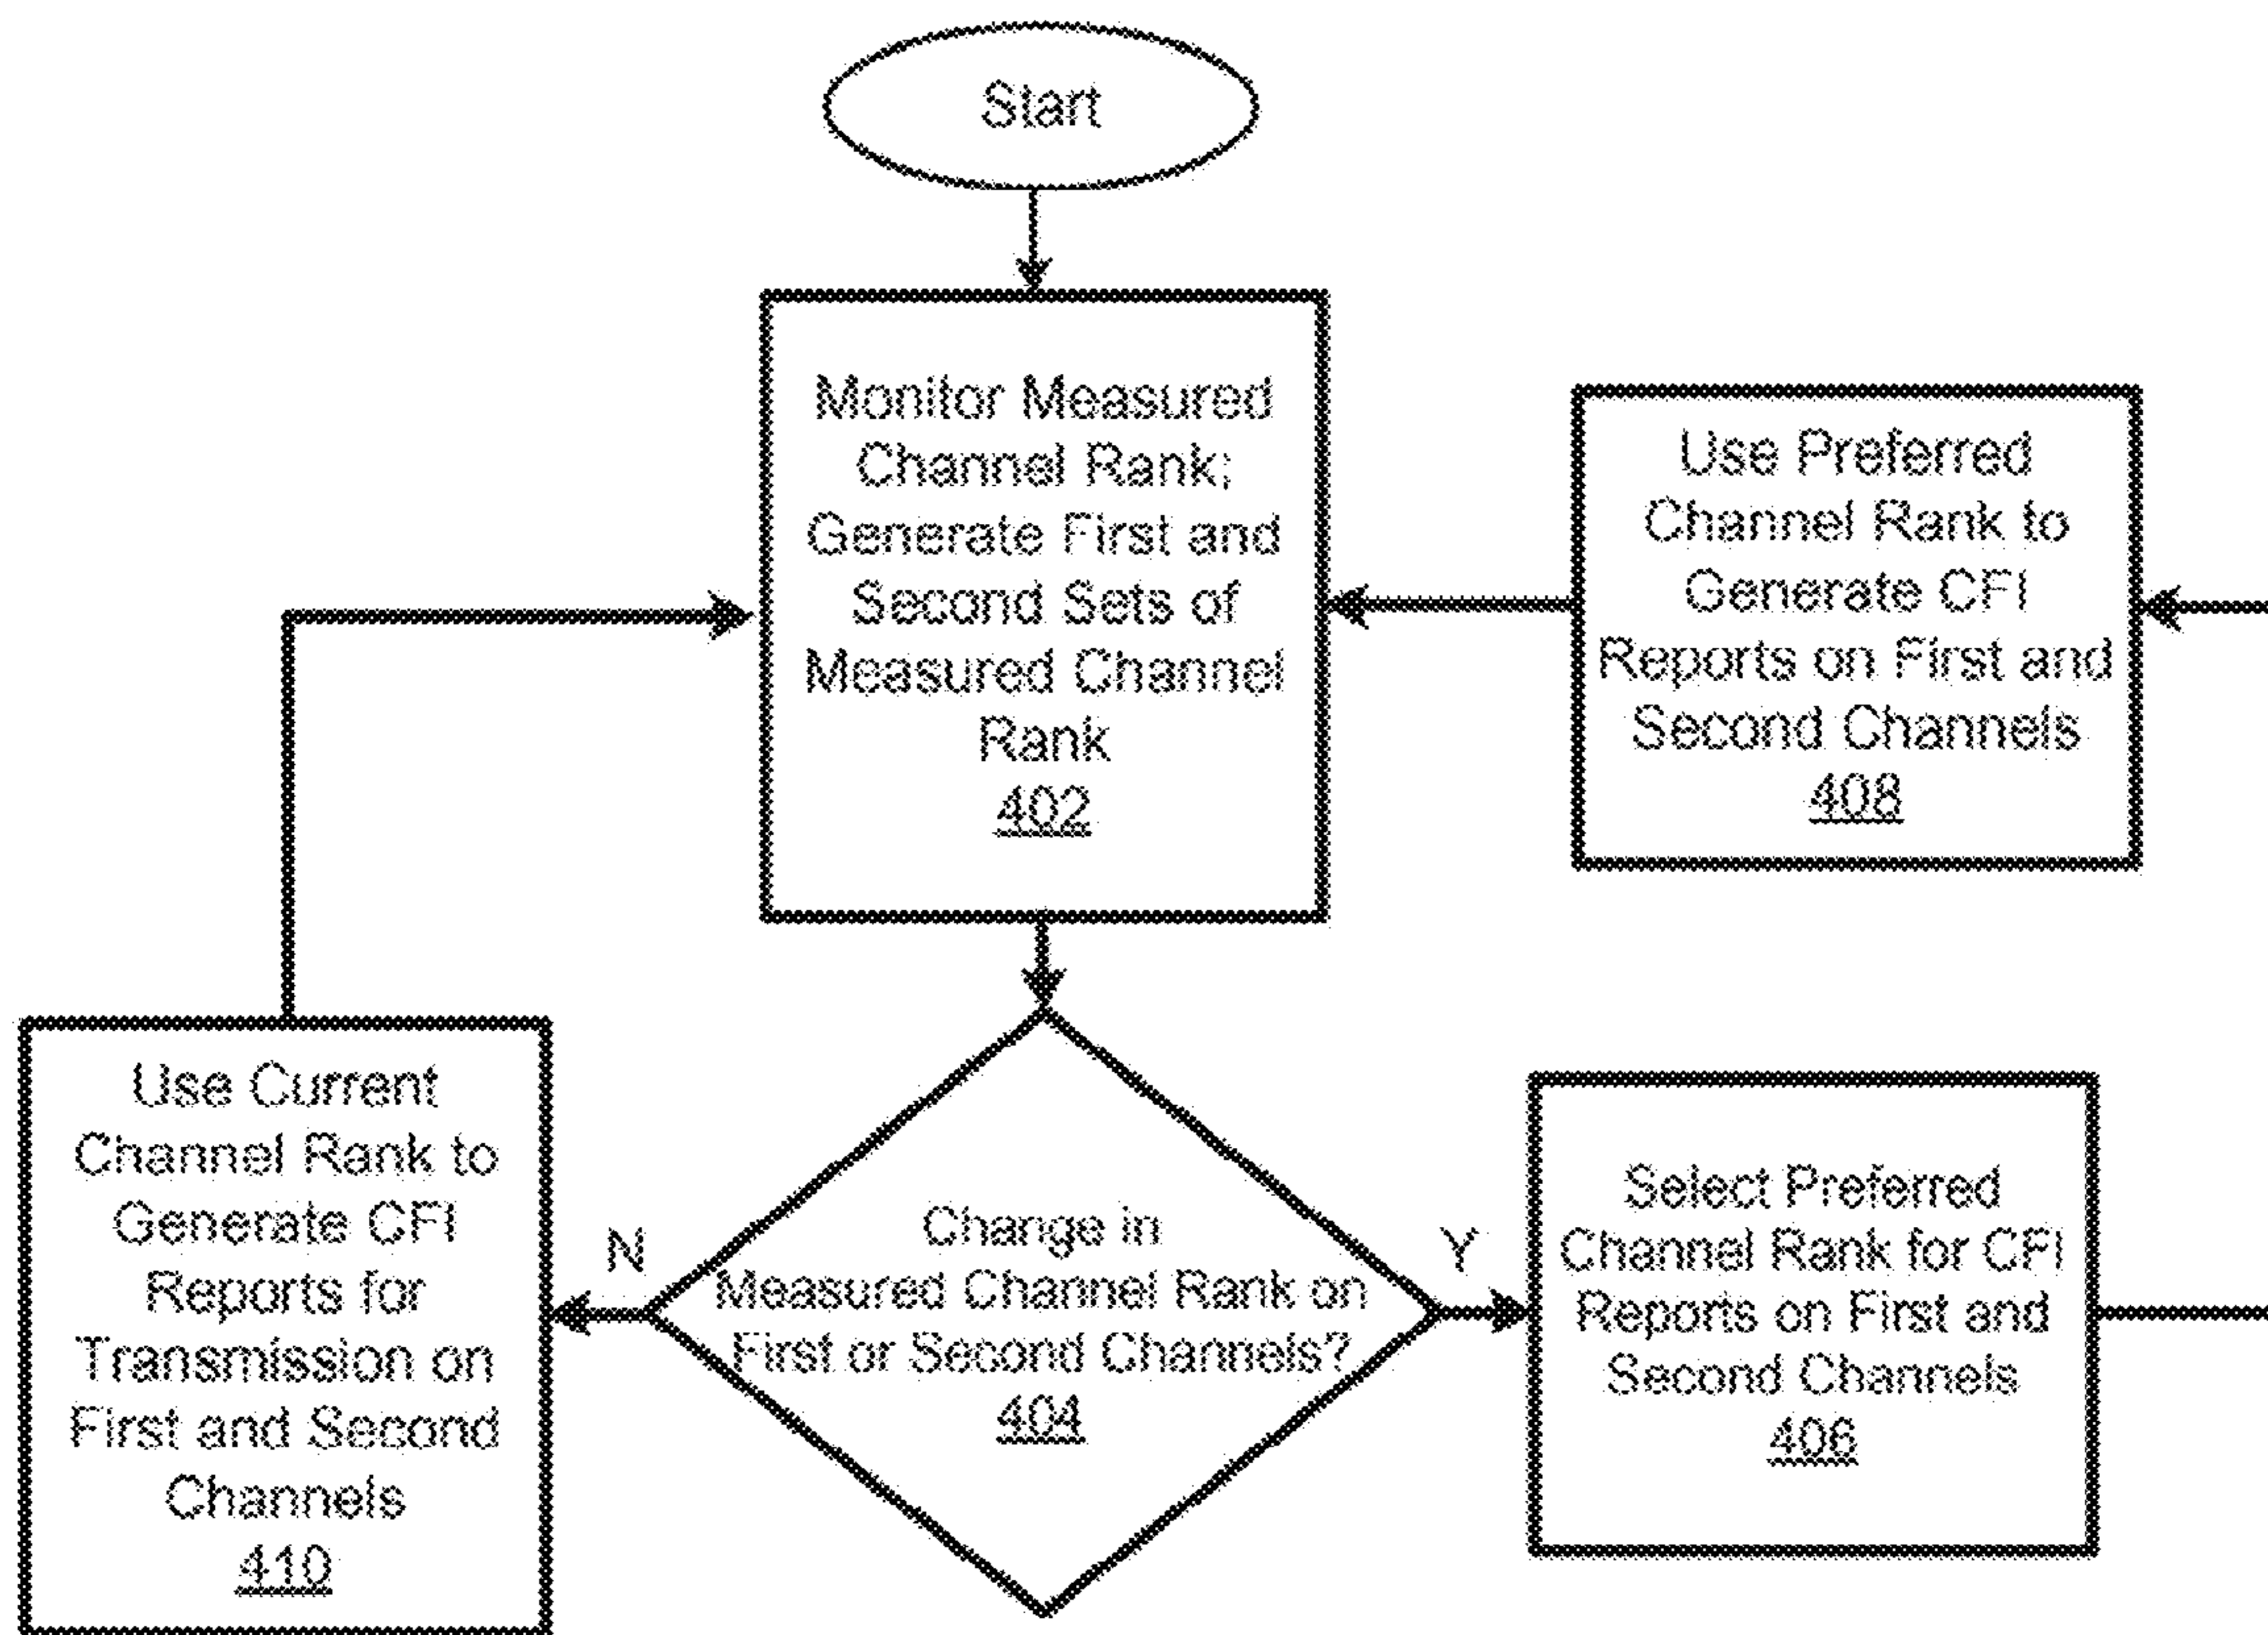 Start
Monitor Measured
Channel Rank;
Generate First and
Second Sets of
Measured Channel
Rank
402
Use Preferred
Channel Rank to
Generate CFI
Reports on First and
Second Channels
408
Use Current
Channel Rank to
Generate CFI
Reports for
Transmission on
First and Second
Channels
410
N
Change in
Measured Channel Rank on
First or Second Channels?
404
Y
Select Preferred
Channel Rank for CFI
Reports on First and
Second Channels
406